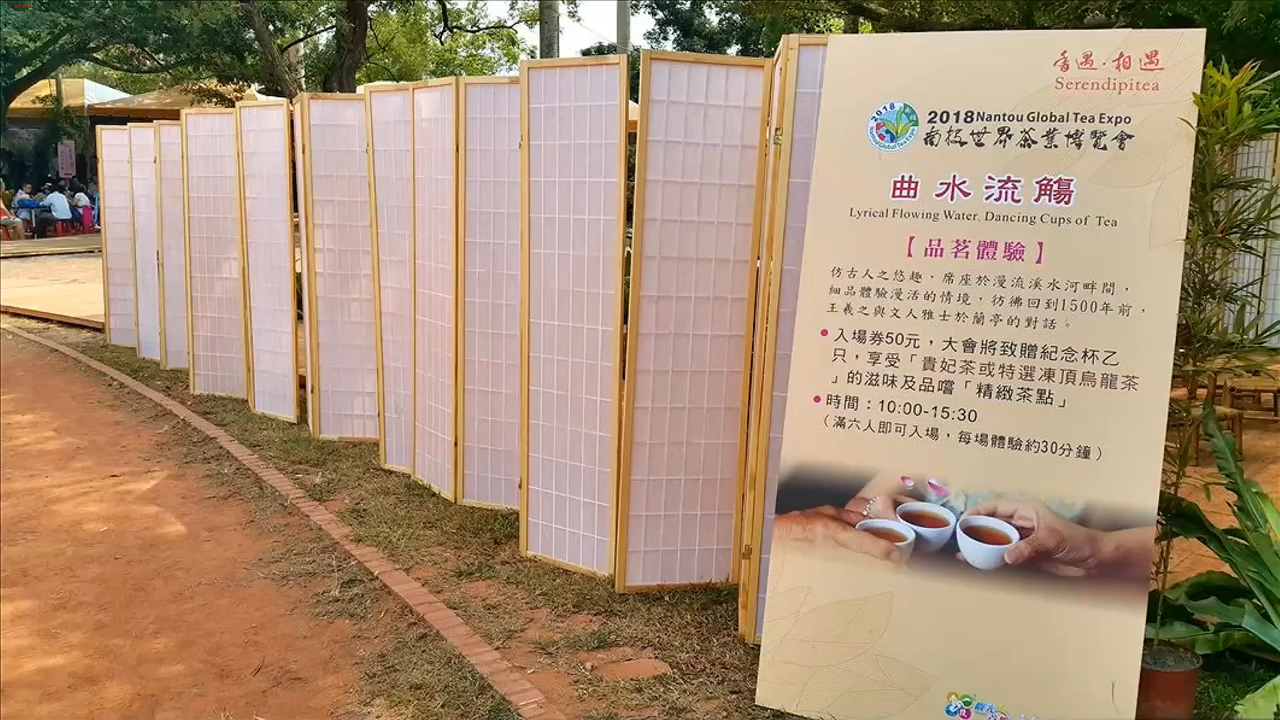 香遇·相遇
Serendipitea
2018 Nantou Global Tea Expo
2018Nantou Global Tea Expo
南投世界茶業博覽會
曲水流觴
Lyrical Flowing Water, Dancing Cups of Tea
【品茗體驗】
仿古人之悠趣，席座於漫流溪水河畔間，
細品體驗漫活的情境，彷彿回到1500年前，
王羲之與文人雅士於蘭亭的對話。
●入場券50元，大會將致贈紀念杯乙
只，享受「貴妃茶或特選凍頂烏龍茶
」的滋味及品嚐「精緻茶點」
●時間：10:00-15:30
（滿六人即可入場，每場體驗約30分鐘）